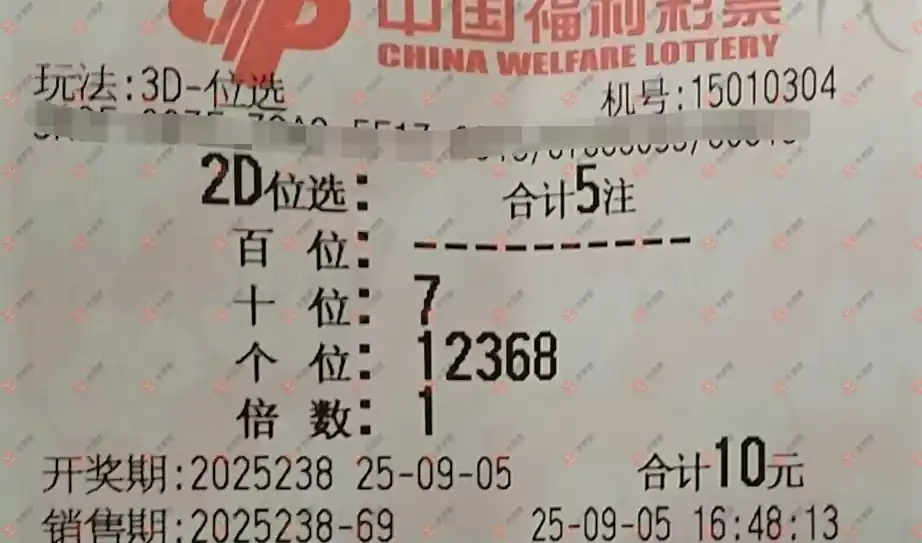 中国福利彩票
CHINA WELFARE LOTTERY
玩法:3D-位选 机号:15010304
2D位选: 合计5注
百 位: ----------
十 位: 7
个 位: 12368
倍 数: 1
开奖期:2025238 25-09-05 合计10元
销售期:2025238-69 25-09-05 16:48:13